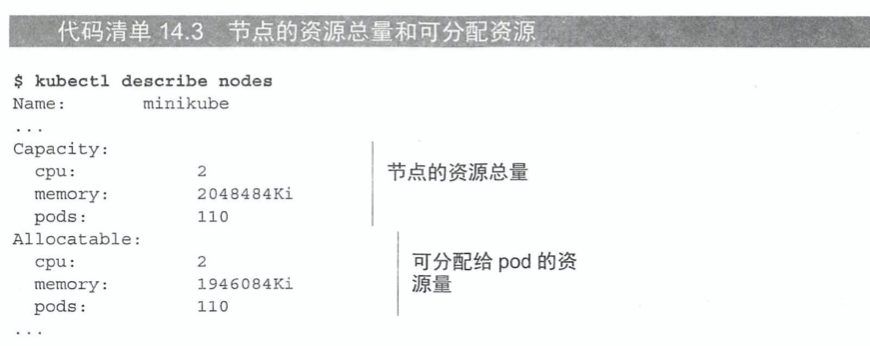 代码清单 14.3 节点的资源总量和可分配资源
$ kubectl describe nodes
Name: minikube
...
Capacity:
cpu: 2
节点的资源总量
memory: 2048484Ki
pods: 110
Allocatable:
cpu: 2
可分配给 pod 的资
源量
memory: 1946084Ki
pods: 110
...